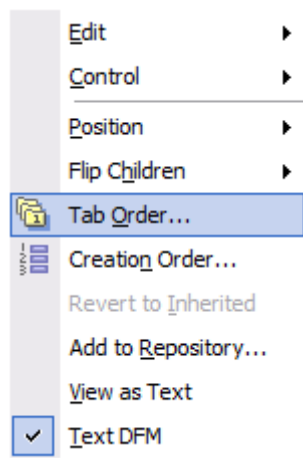 Edit
Control
Position
Flip Children
Tab Order...
Creation Order...
Revert to Inherited
Add to Repository...
View as Text
Text DFM